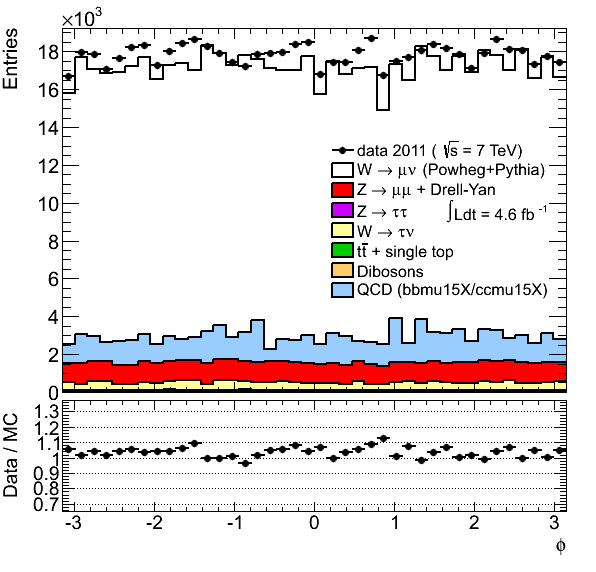 ×10³
Entries
18
16
14
12
10
8
6
4
2
0
data 2011 ( √s = 7 TeV)
W → μν (Powheg+Pythia)
Z → μμ + Drell-Yan
Z → ττ ∫Ldt = 4.6 fb⁻¹
W → τν
tt̄ + single top
Dibosons
QCD (bbmu15X/ccmu15X)
Data / MC
1.3
1.2
1.1
1
0.9
0.8
0.7
-3 -2 -1 0 1 2 3
ϕ